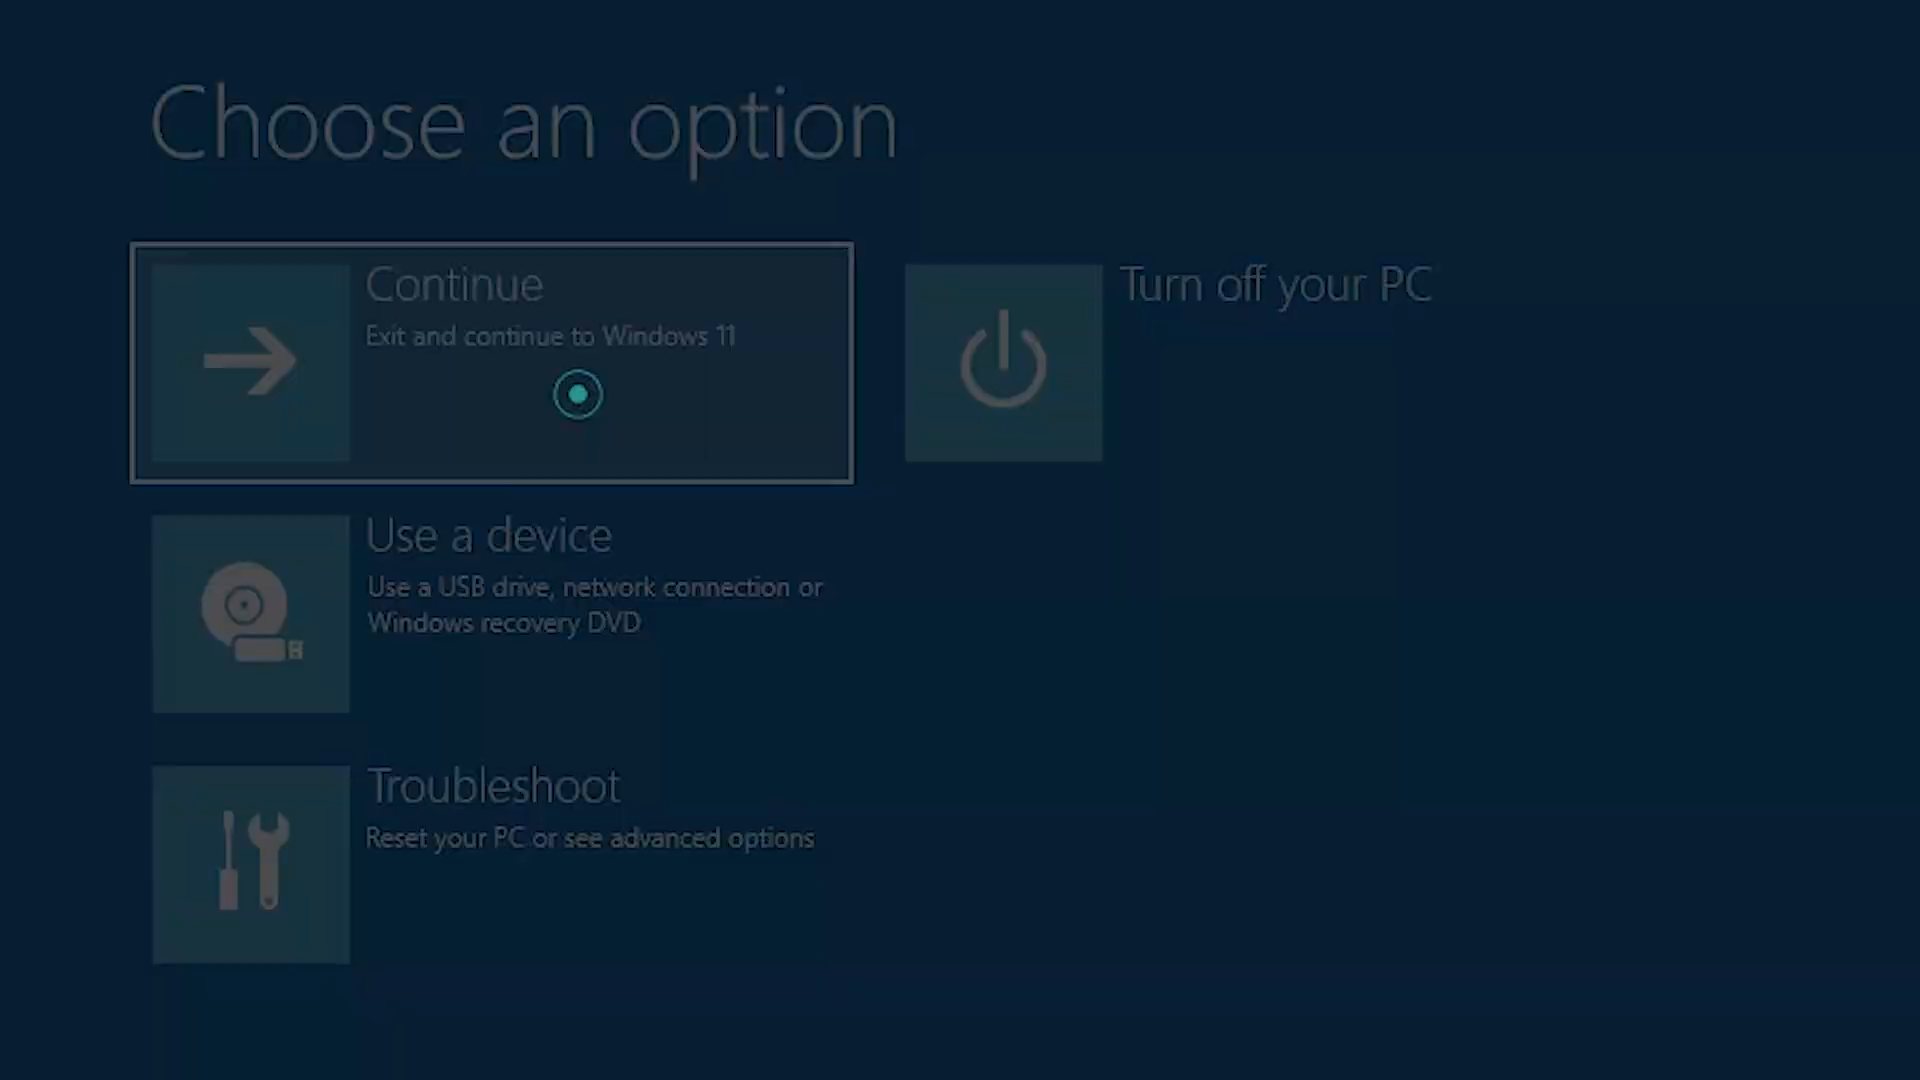 Choose an option
Continue
Exit and continue to Windows 11
Turn off your PC
Use a device
Use a USB drive, network connection or
Windows recovery DVD
Troubleshoot
Reset your PC or see advanced options